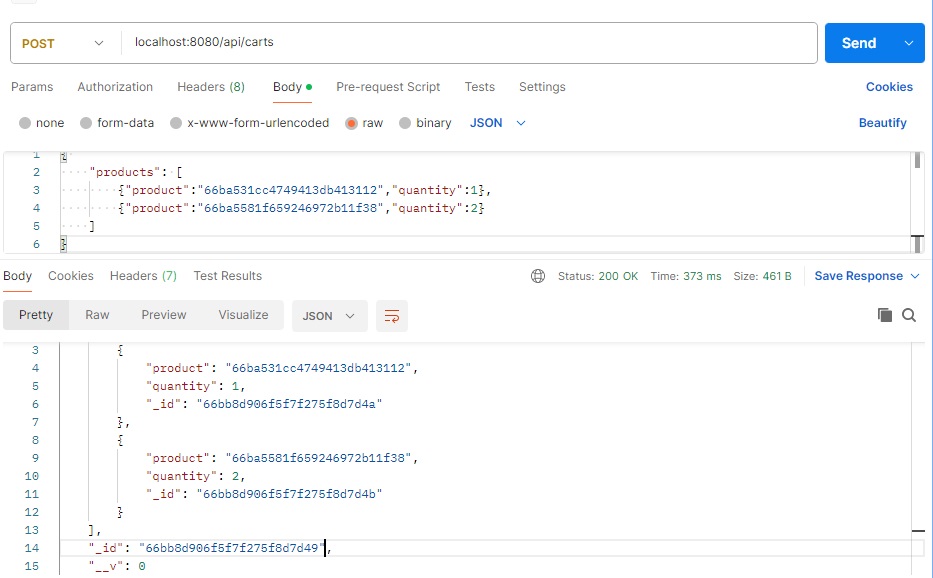 POST localhost:8080/api/carts Send
Params Authorization Headers (8) Body Pre-request Script Tests Settings Cookies
none form-data x-www-form-urlencoded raw binary JSON Beautify
1 {
2 "products": [
3 {"product":"66ba531cc4749413db413112","quantity":1},
4 {"product":"66ba5581f659246972b11f38","quantity":2}
5 ]
6 }
Body Cookies Headers (7) Test Results Status: 200 OK Time: 373 ms Size: 461 B Save Response
Pretty Raw Preview Visualize JSON
3 {
4 "product": "66ba531cc4749413db413112",
5 "quantity": 1,
6 "_id": "66bb8d906f5f7f275f8d7d4a"
7 },
8 {
9 "product": "66ba5581f659246972b11f38",
10 "quantity": 2,
11 "_id": "66bb8d906f5f7f275f8d7d4b"
12 }
13 ],
14 "_id": "66bb8d906f5f7f275f8d7d49",
15 "__v": 0